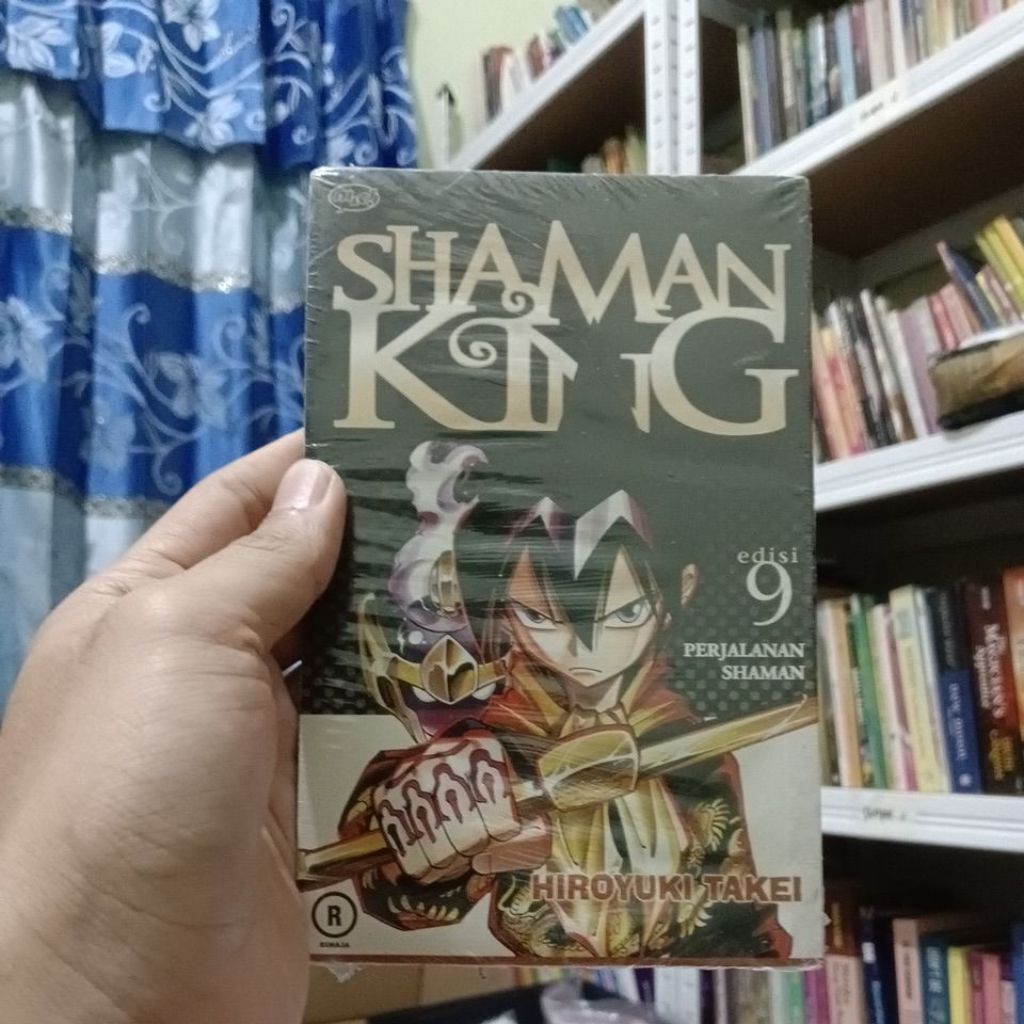 SHAMAN
KING
edisi
9
PERJALANAN
SHAMAN
HIROYUKI TAKEI
R
REMAJA